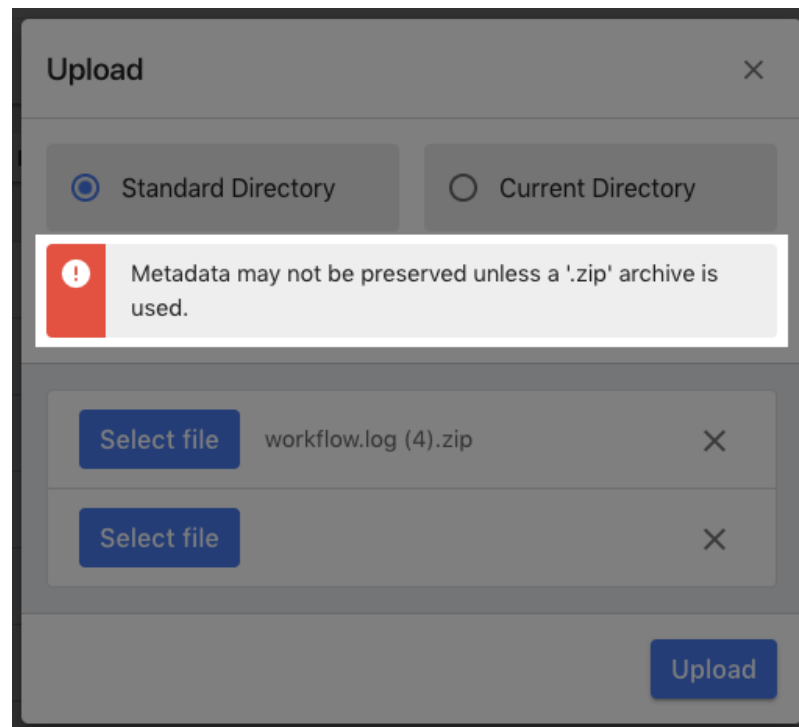 Upload
Standard Directory
Current Directory
Metadata may not be preserved unless a '.zip' archive is
used.
Select file
workflow.log (4).zip
Select file
Upload